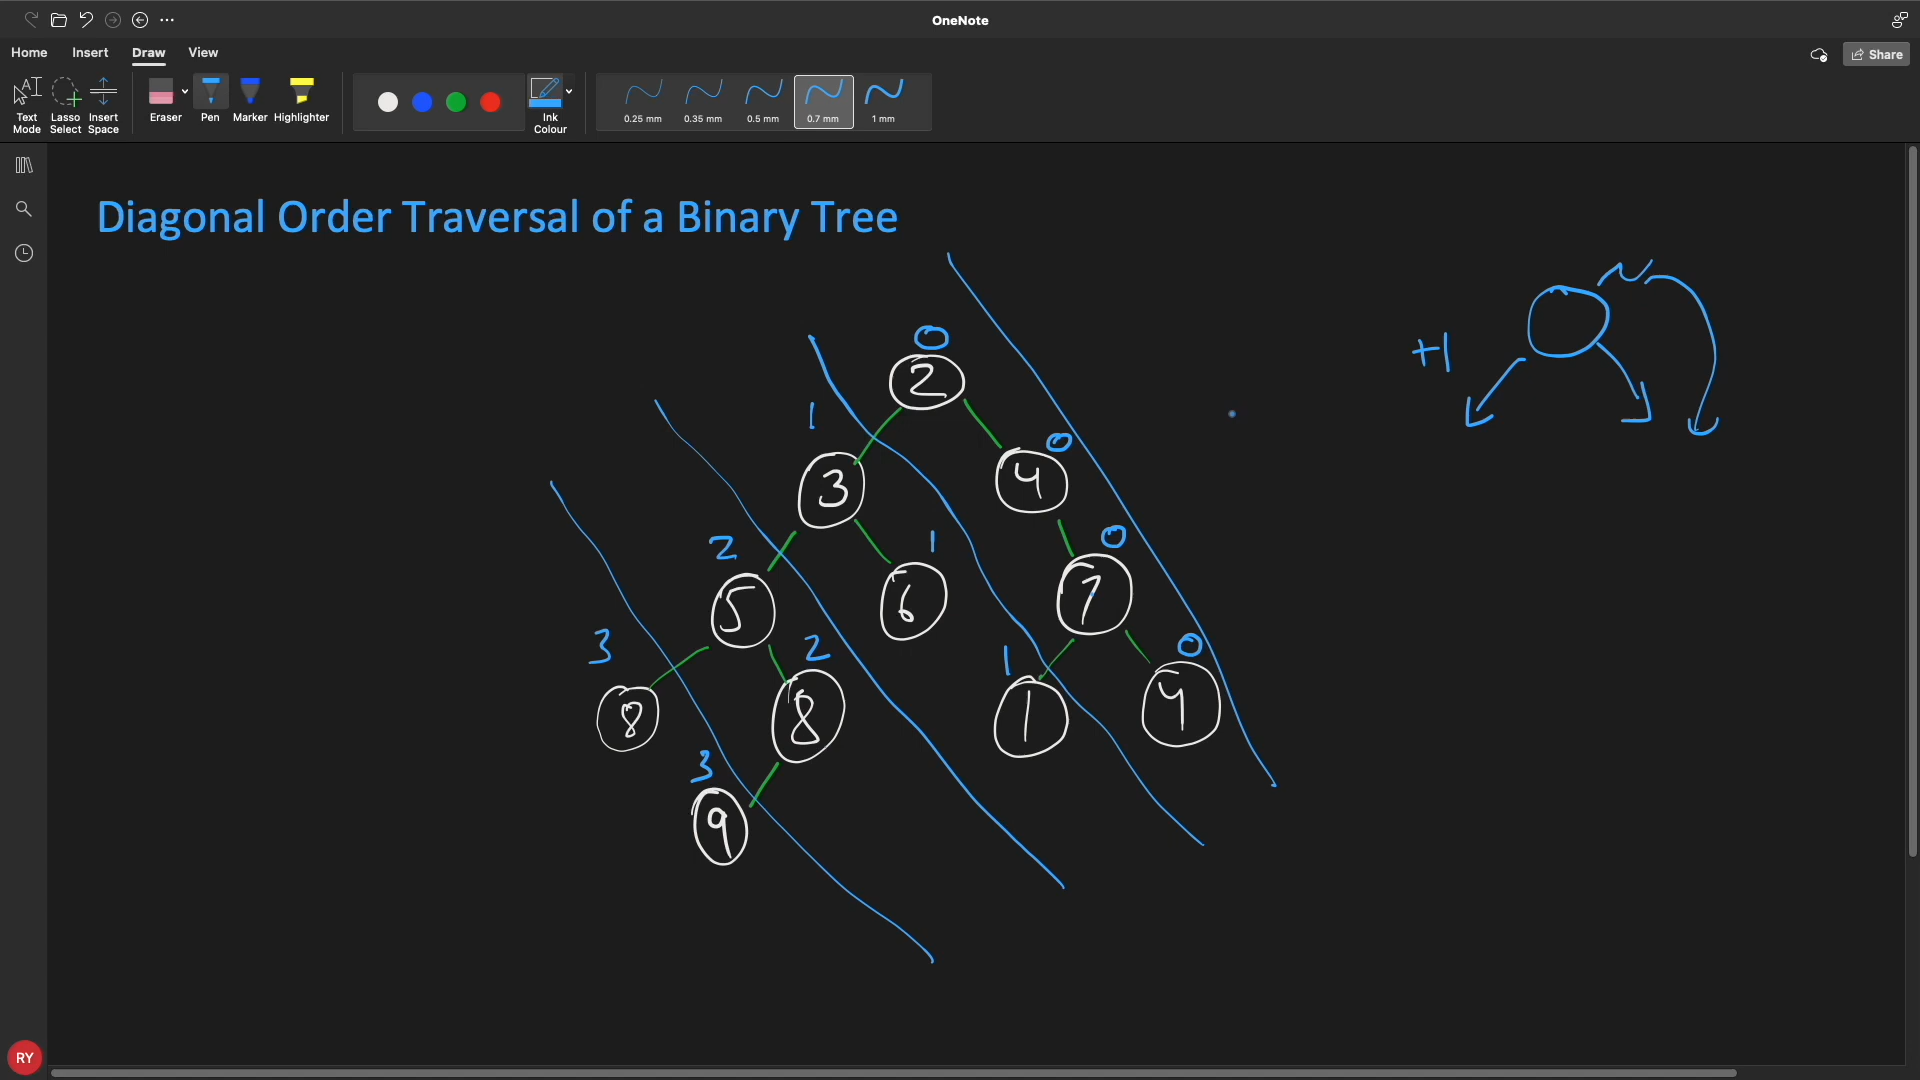 OneNote
Home Insert Draw View
Share
Text Mode
Lasso Select
Insert Space
Eraser
Pen
Marker
Highlighter
Ink Colour
0.25 mm
0.35 mm
0.5 mm
0.7 mm
1 mm
Diagonal Order Traversal of a Binary Tree
0
2
+1
1
0
3
4
2
1
0
5
6
7
3
2
1
0
8
8
1
4
3
9
RY